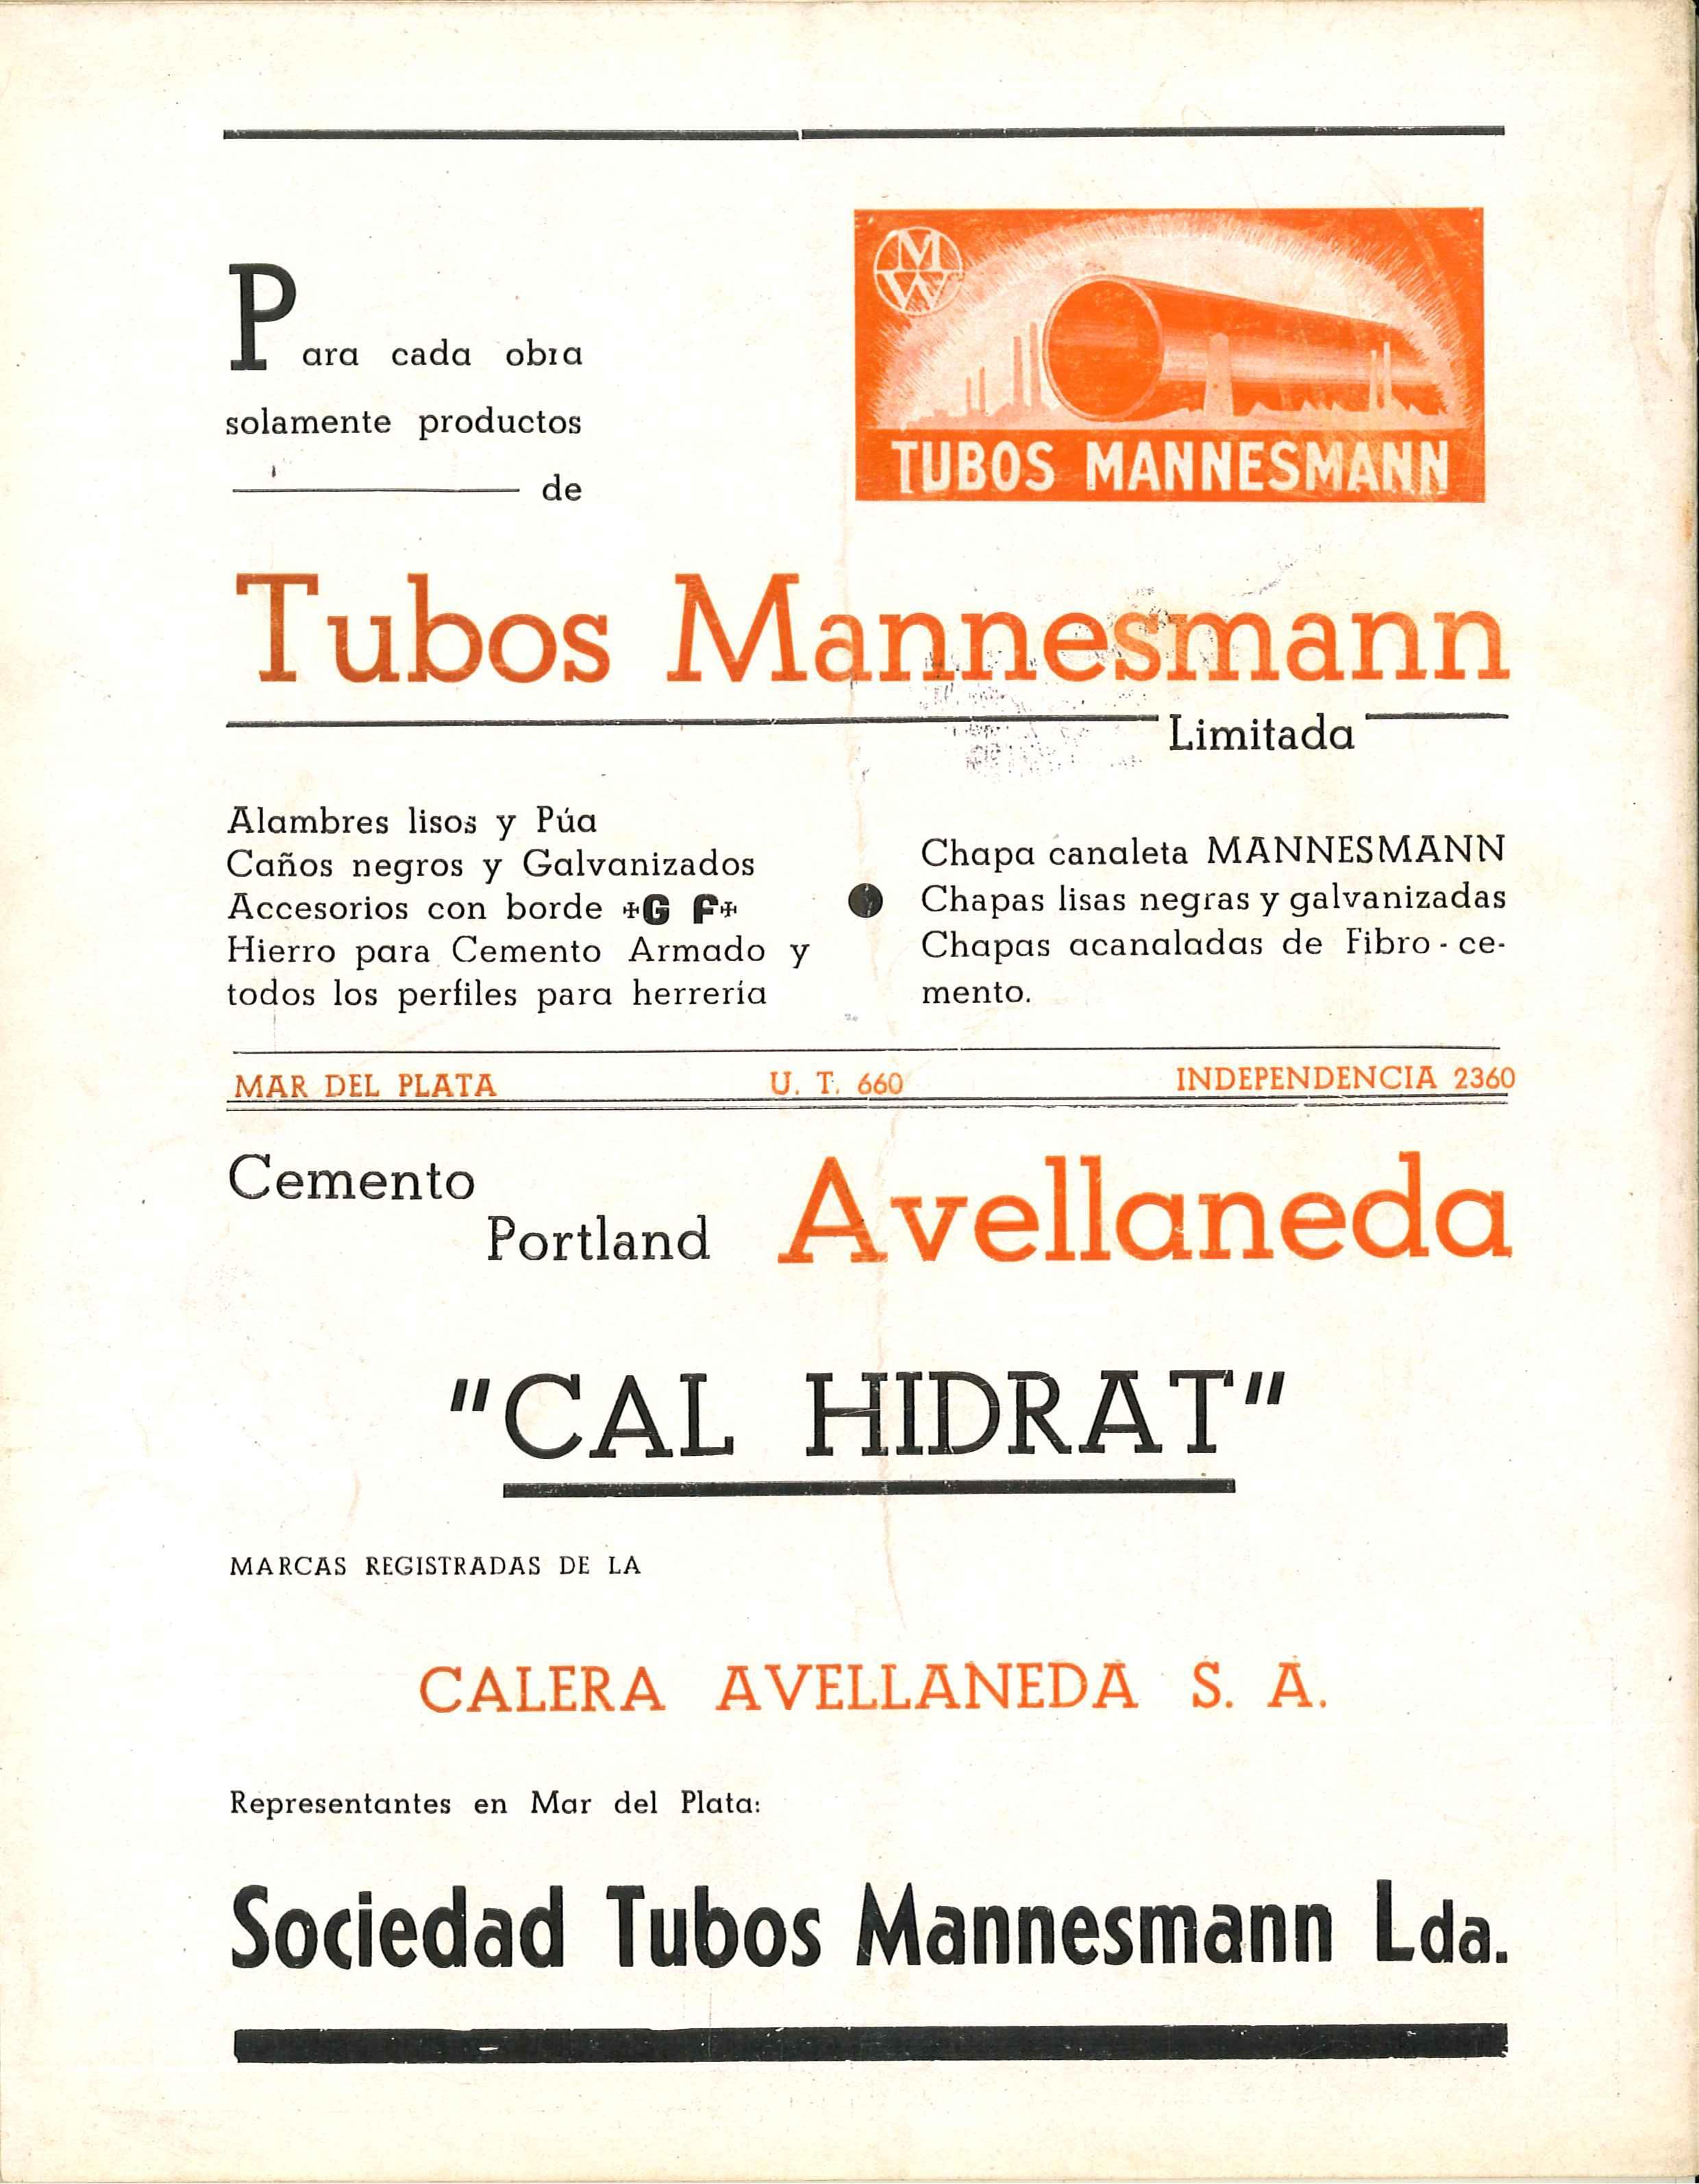 Para cada obra
solamente productos
de
MW
TUBOS MANNESMANN
Tubos Mannesmann
Limitada
Alambres lisos y Púa
Caños negros y Galvanizados
Accesorios con borde +G F+
Hierro para Cemento Armado y
todos los perfiles para herrería
Chapa canaleta MANNESMANN
Chapas lisas negras y galvanizadas
Chapas acanaladas de Fibro-ce-
mento.
MAR DEL PLATA U. T. 660 INDEPENDENCIA 2360
Cemento
Portland Avellaneda
"CAL HIDRAT"
MARCAS REGISTRADAS DE LA
CALERA AVELLANEDA S. A.
Representantes en Mar del Plata:
Sociedad Tubos Mannesmann Lda.